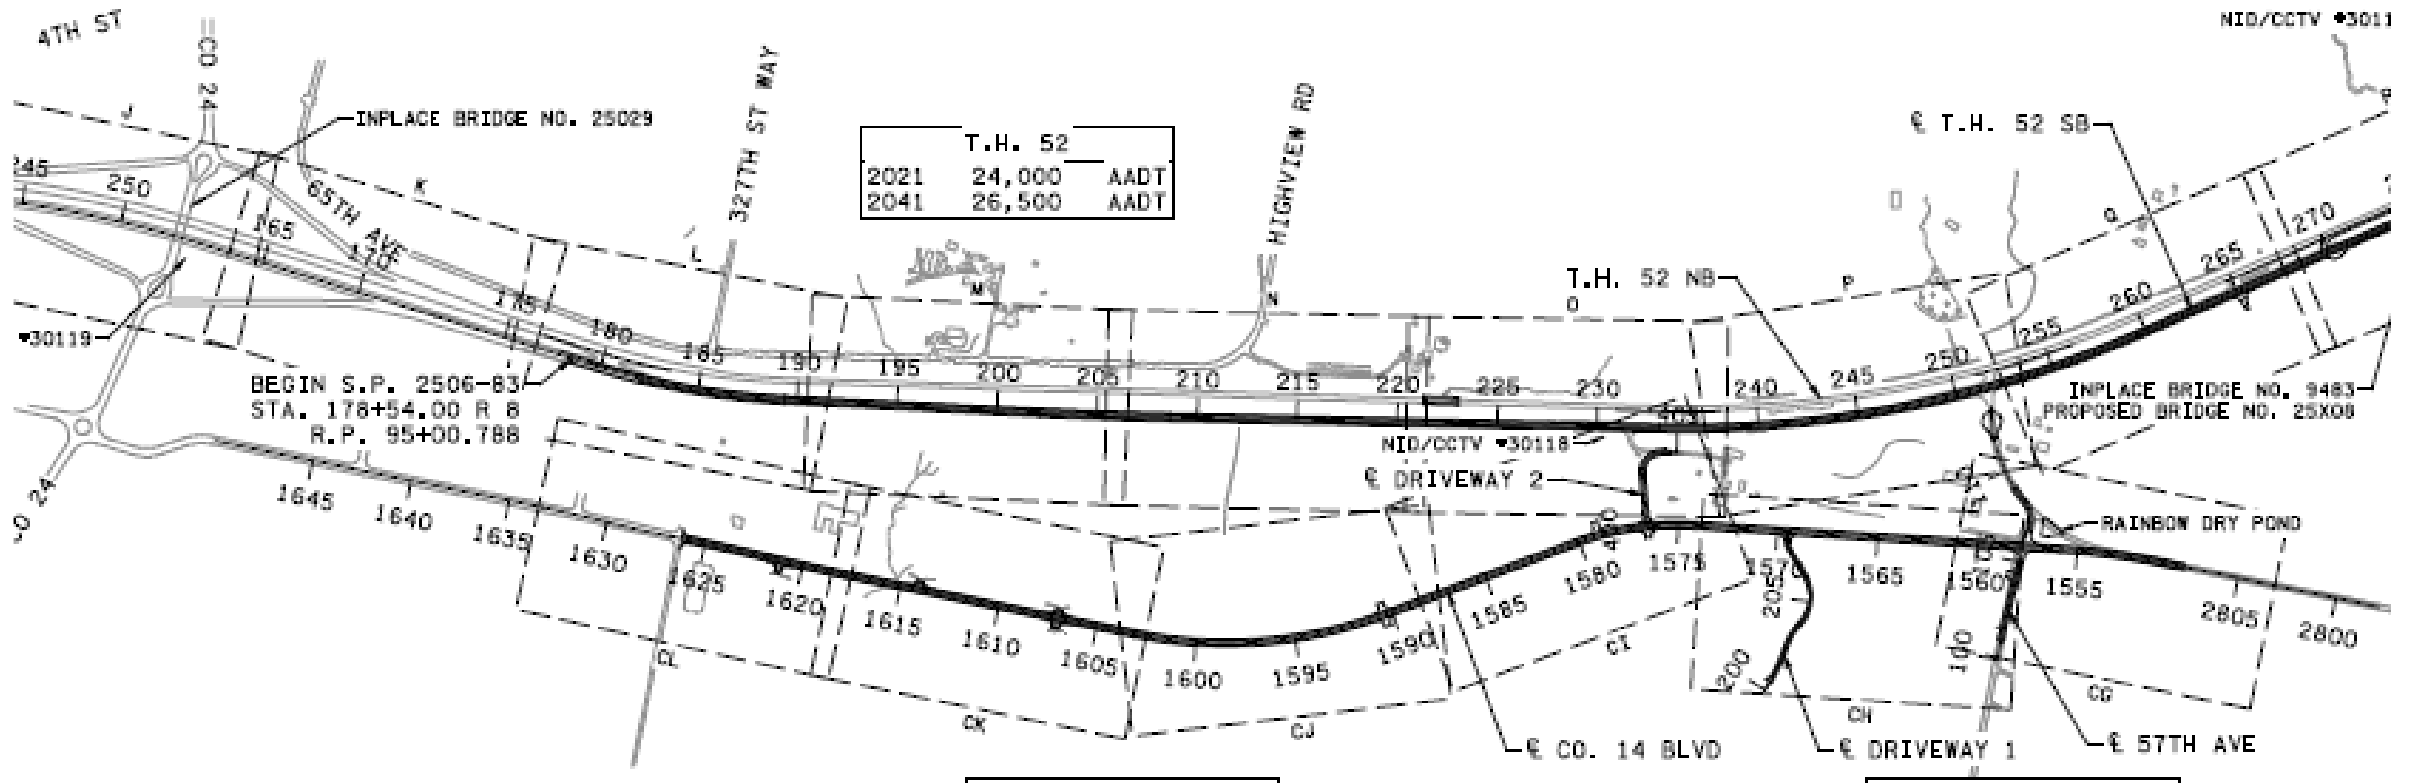 4TH ST
CO 24
NID/CCTV #3011
INPLACE BRIDGE NO. 25029
327TH ST WAY
T.H. 52
2021 24,000 AADT
2041 26,500 AADT
HIGHVIEW RD
℄ T.H. 52 SB
J
K
L
M
N
O
P
Q
65TH AVE
245
250
165
170
175
180
185
190
195
200
205
210
215
220
225
230
240
245
250
255
260
265
270
T.H. 52 NB
#30119
BEGIN S.P. 2506-83
STA. 178+54.00 R 8
R.P. 95+00.788
INPLACE BRIDGE NO. 9483
PROPOSED BRIDGE NO. 25X08
NID/CCTV #30118
℄ DRIVEWAY 2
RAINBOW DRY POND
CO 24
1645
1640
1635
1630
1625
1620
1615
1610
1605
1600
1595
1590
1585
1580
1575
1570
1565
1560
1555
2805
2800
205
200
100
CL
CK
CJ
CI
CH
CG
℄ CO. 14 BLVD
℄ DRIVEWAY 1
℄ 57TH AVE